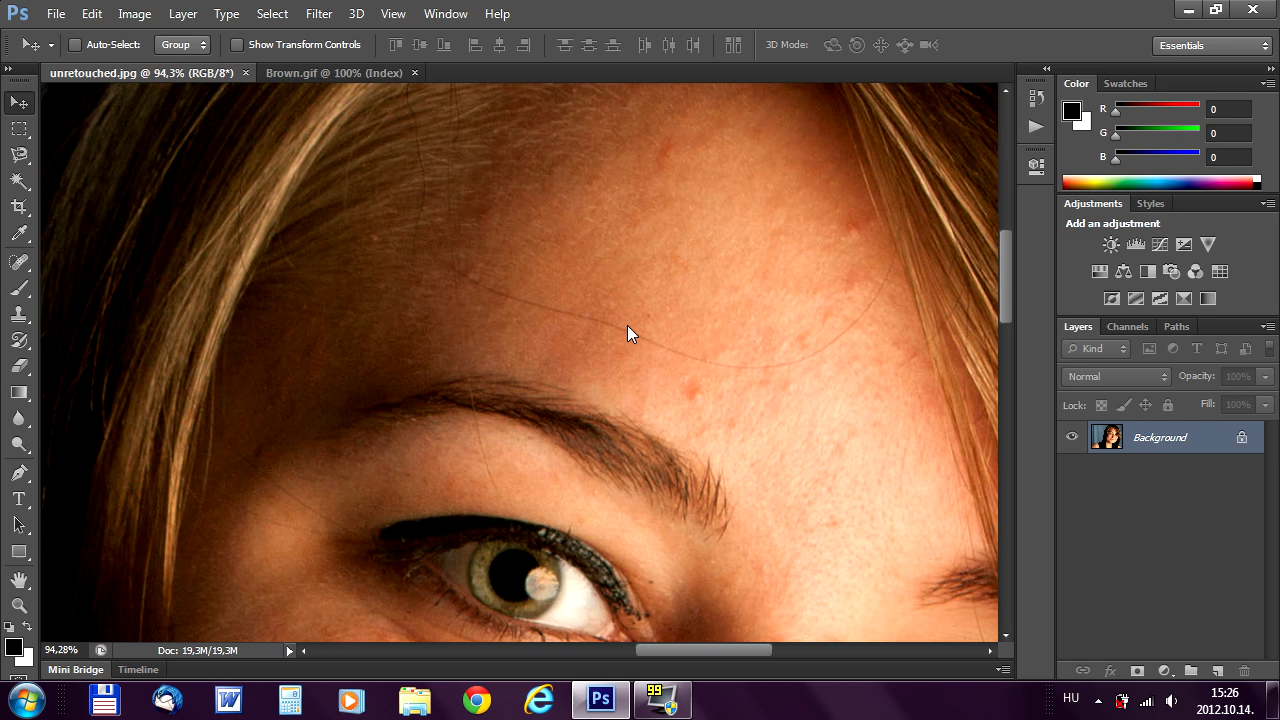 Ps File Edit Image Layer Type Select Filter 3D View Window Help
Auto-Select: Group Show Transform Controls 3D Mode: Essentials
unretouched.jpg @ 94,3% (RGB/8*) × Brown.gif @ 100% (Index) ×
Color Swatches
R 0
G 0
B 0
Adjustments Styles
Add an adjustment
Layers Channels Paths
Kind
Normal Opacity: 100%
Lock: Fill: 100%
Background
94,28% Doc: 19,3M/19,3M
Mini Bridge Timeline
W Ps 99 HU 15:26
2012.10.14.